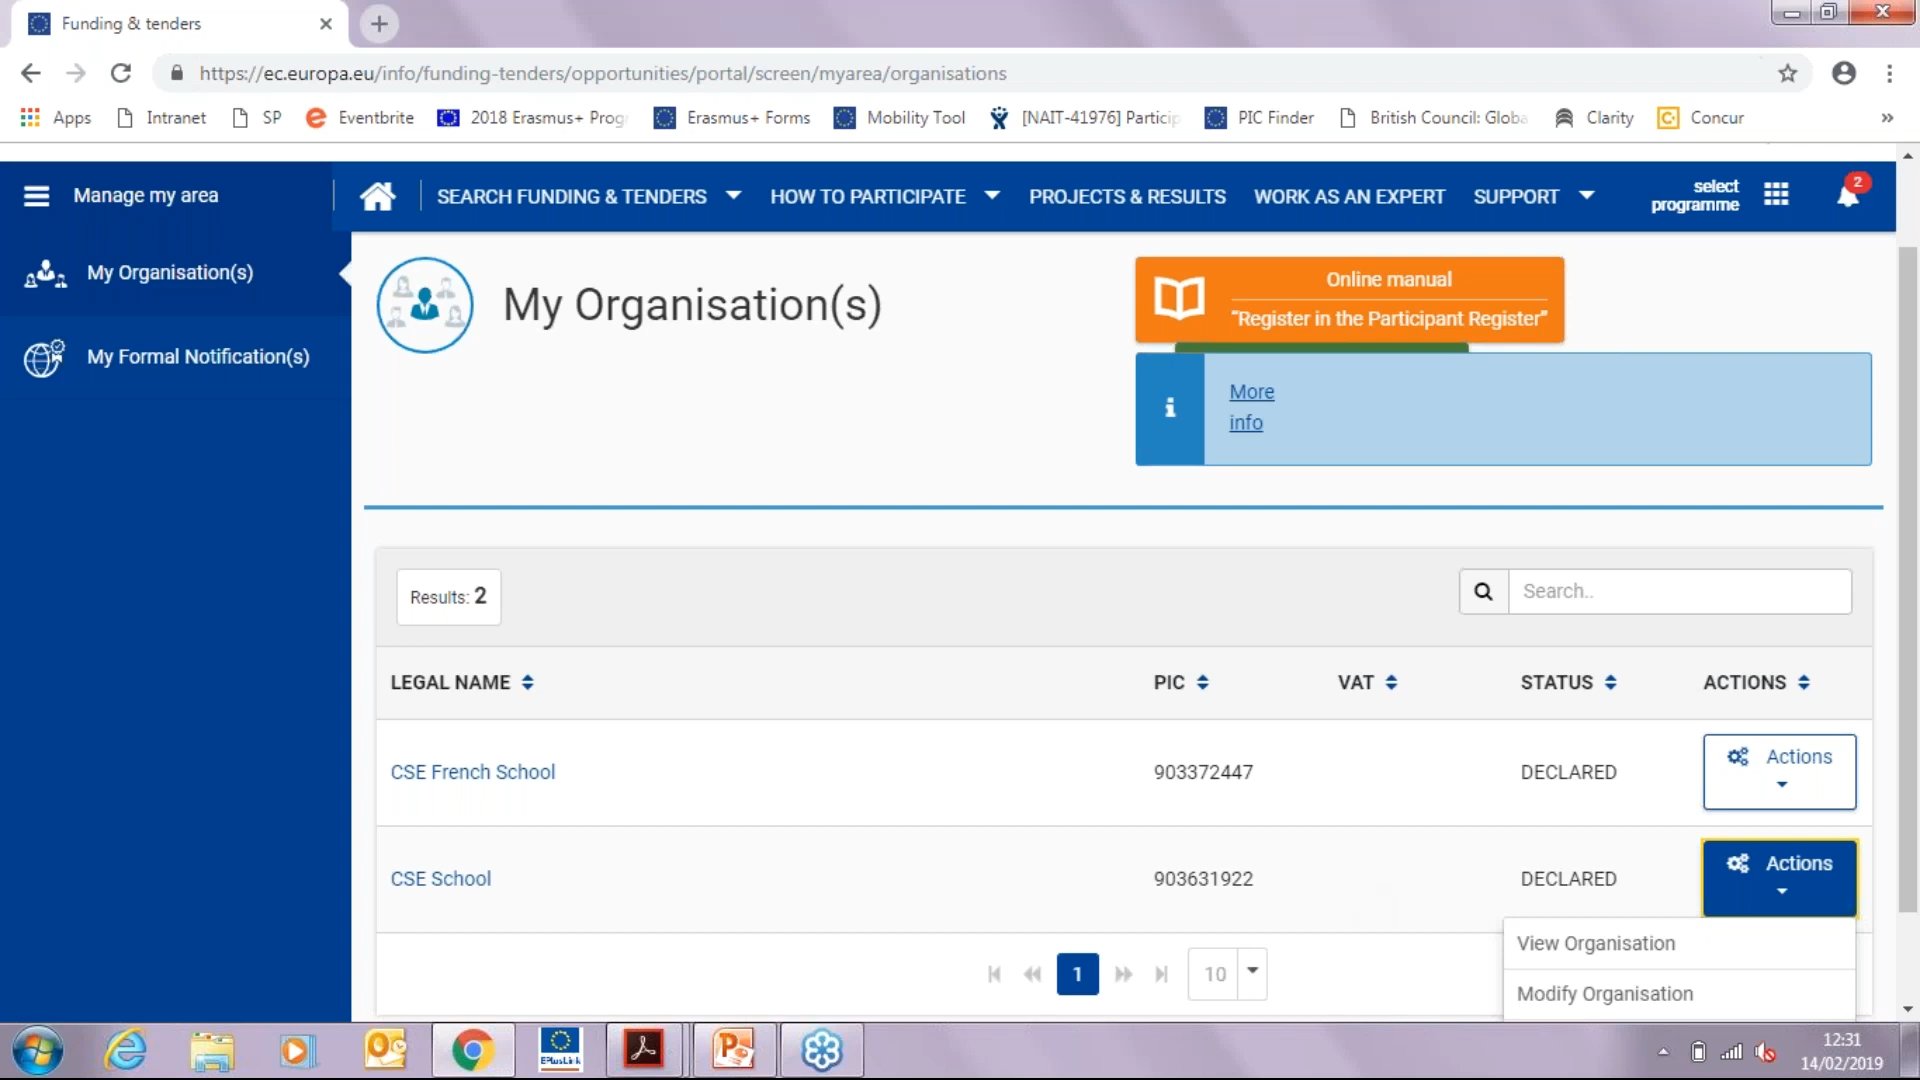 Funding & tenders
https://ec.europa.eu/info/funding-tenders/opportunities/portal/screen/myarea/organisations
Apps Intranet SP Eventbrite 2018 Erasmus+ Prog Erasmus+ Forms Mobility Tool [NAIT-41976] Particip PIC Finder British Council: Globa Clarity Concur »
Manage my area
SEARCH FUNDING & TENDERS HOW TO PARTICIPATE PROJECTS & RESULTS WORK AS AN EXPERT SUPPORT
select
programme
2
My Organisation(s)
My Formal Notification(s)
My Organisation(s)
Online manual
"Register in the Participant Register"
More
info
Results: 2
Search..
LEGAL NAME PIC VAT STATUS ACTIONS
CSE French School 903372447 DECLARED Actions
CSE School 903631922 DECLARED Actions
View Organisation
Modify Organisation
1 10
EPlusLink
12:31
14/02/2019